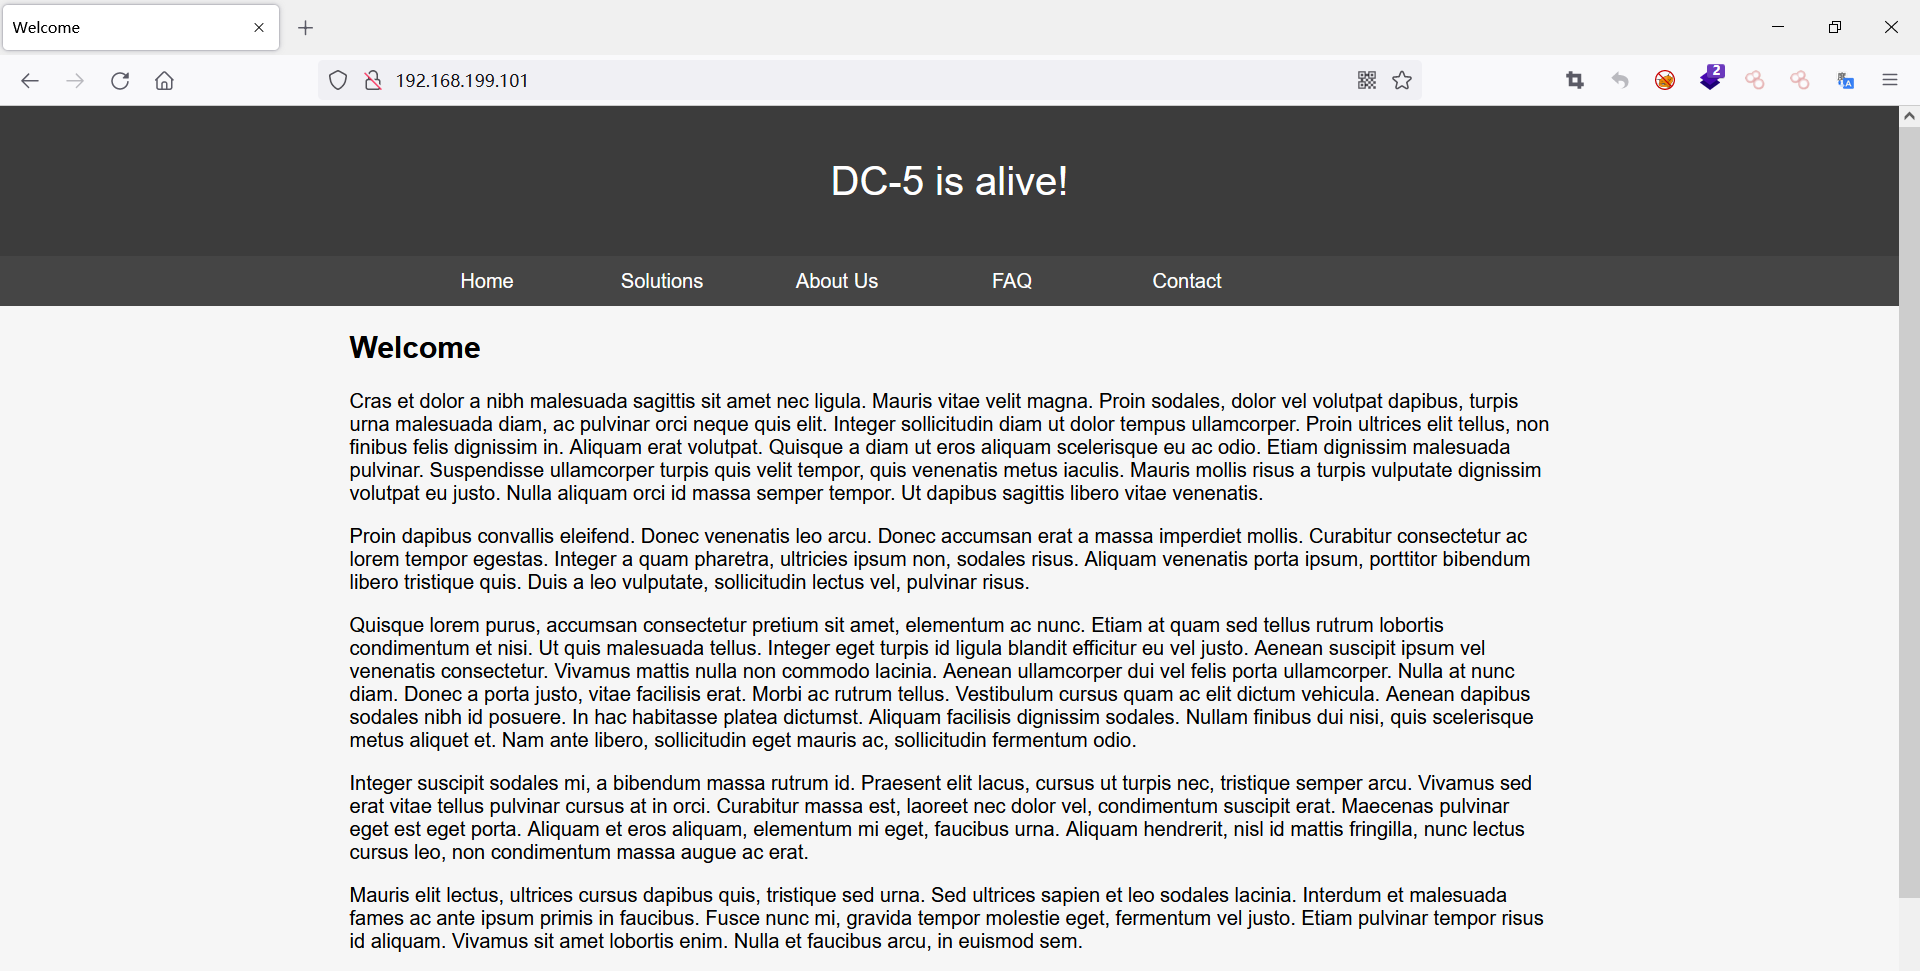 Welcome
192.168.199.101
2
DC-5 is alive!
Home Solutions About Us FAQ Contact
Welcome
Cras et dolor a nibh malesuada sagittis sit amet nec ligula. Mauris vitae velit magna. Proin sodales, dolor vel volutpat dapibus, turpis
urna malesuada diam, ac pulvinar orci neque quis elit. Integer sollicitudin diam ut dolor tempus ullamcorper. Proin ultrices elit tellus, non
finibus felis dignissim in. Aliquam erat volutpat. Quisque a diam ut eros aliquam scelerisque eu ac odio. Etiam dignissim malesuada
pulvinar. Suspendisse ullamcorper turpis quis velit tempor, quis venenatis metus iaculis. Mauris mollis risus a turpis vulputate dignissim
volutpat eu justo. Nulla aliquam orci id massa semper tempor. Ut dapibus sagittis libero vitae venenatis.
Proin dapibus convallis eleifend. Donec venenatis leo arcu. Donec accumsan erat a massa imperdiet mollis. Curabitur consectetur ac
lorem tempor egestas. Integer a quam pharetra, ultricies ipsum non, sodales risus. Aliquam venenatis porta ipsum, porttitor bibendum
libero tristique quis. Duis a leo vulputate, sollicitudin lectus vel, pulvinar risus.
Quisque lorem purus, accumsan consectetur pretium sit amet, elementum ac nunc. Etiam at quam sed tellus rutrum lobortis
condimentum et nisi. Ut quis malesuada tellus. Integer eget turpis id ligula blandit efficitur eu vel justo. Aenean suscipit ipsum vel
venenatis consectetur. Vivamus mattis nulla non commodo lacinia. Aenean ullamcorper dui vel felis porta ullamcorper. Nulla at nunc
diam. Donec a porta justo, vitae facilisis erat. Morbi ac rutrum tellus. Vestibulum cursus quam ac elit dictum vehicula. Aenean dapibus
sodales nibh id posuere. In hac habitasse platea dictumst. Aliquam facilisis dignissim sodales. Nullam finibus dui nisi, quis scelerisque
metus aliquet et. Nam ante libero, sollicitudin eget mauris ac, sollicitudin fermentum odio.
Integer suscipit sodales mi, a bibendum massa rutrum id. Praesent elit lacus, cursus ut turpis nec, tristique semper arcu. Vivamus sed
erat vitae tellus pulvinar cursus at in orci. Curabitur massa est, laoreet nec dolor vel, condimentum suscipit erat. Maecenas pulvinar
eget est eget porta. Aliquam et eros aliquam, elementum mi eget, faucibus urna. Aliquam hendrerit, nisl id mattis fringilla, nunc lectus
cursus leo, non condimentum massa augue ac erat.
Mauris elit lectus, ultrices cursus dapibus quis, tristique sed urna. Sed ultrices sapien et leo sodales lacinia. Interdum et malesuada
fames ac ante ipsum primis in faucibus. Fusce nunc mi, gravida tempor molestie eget, fermentum vel justo. Etiam pulvinar tempor risus
id aliquam. Vivamus sit amet lobortis enim. Nulla et faucibus arcu, in euismod sem.